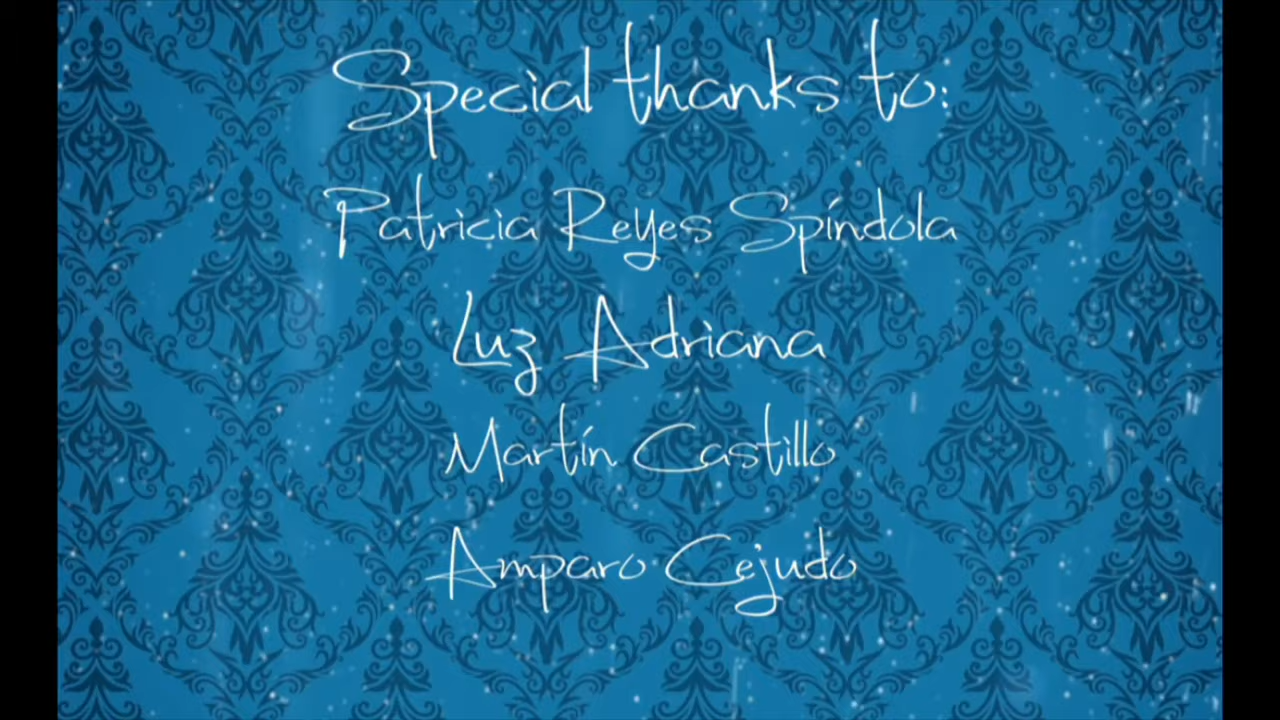 Special thanks to:
Patricia Reyes Spíndola
Luz Adriana
Martín Castillo
Amparo Cejudo